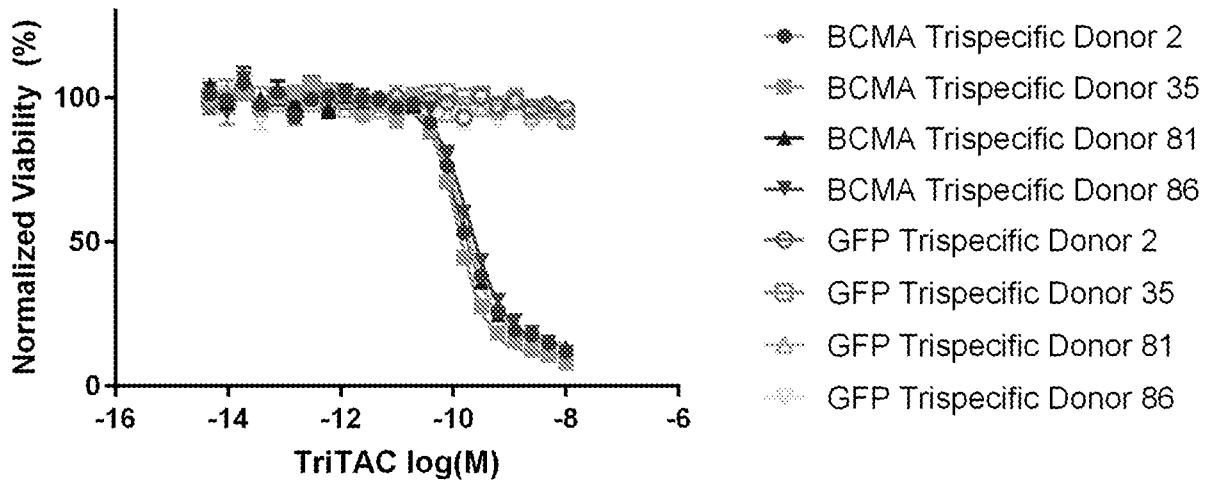 Normalized Viability (%)
100
50
0
-16
-14
-12
-10
-8
-6
TriTAC log(M)
BCMA Trispecific Donor 2
BCMA Trispecific Donor 35
BCMA Trispecific Donor 81
BCMA Trispecific Donor 86
GFP Trispecific Donor 2
GFP Trispecific Donor 35
GFP Trispecific Donor 81
GFP Trispecific Donor 86